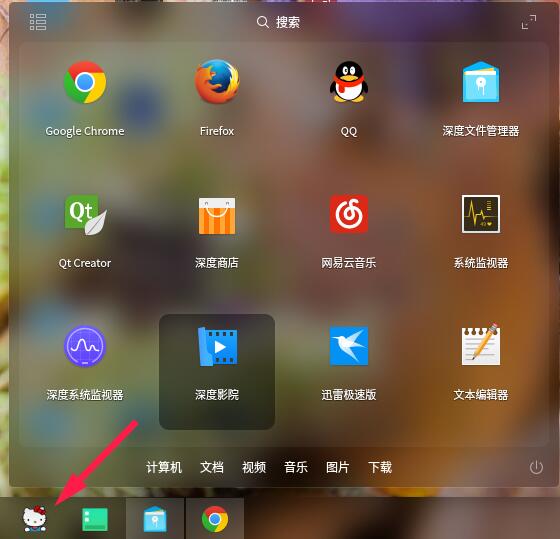 搜索
Google Chrome
Firefox
QQ
深度文件管理器
Qt
Qt Creator
深度商店
网易云音乐
系统监视器
深度系统监视器
深度影院
迅雷极速版
文本编辑器
计算机 文档 视频 音乐 图片 下载